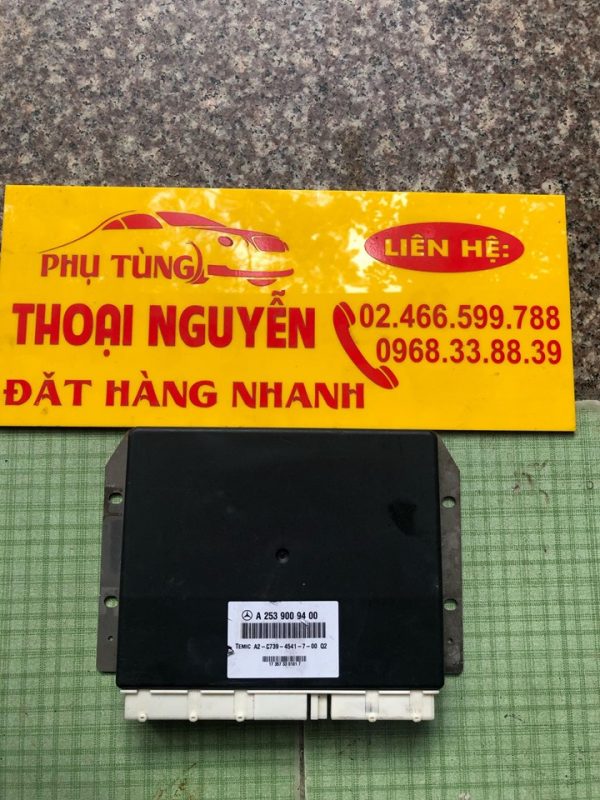 PHỤ TÙNG
LIÊN HỆ:
THOẠI NGUYỄN
02.466.599.788
0968.33.88.39
ĐẶT HÀNG NHANH
A 253 900 94 00
TEMIC A2-C739-4541-7-00 Q2